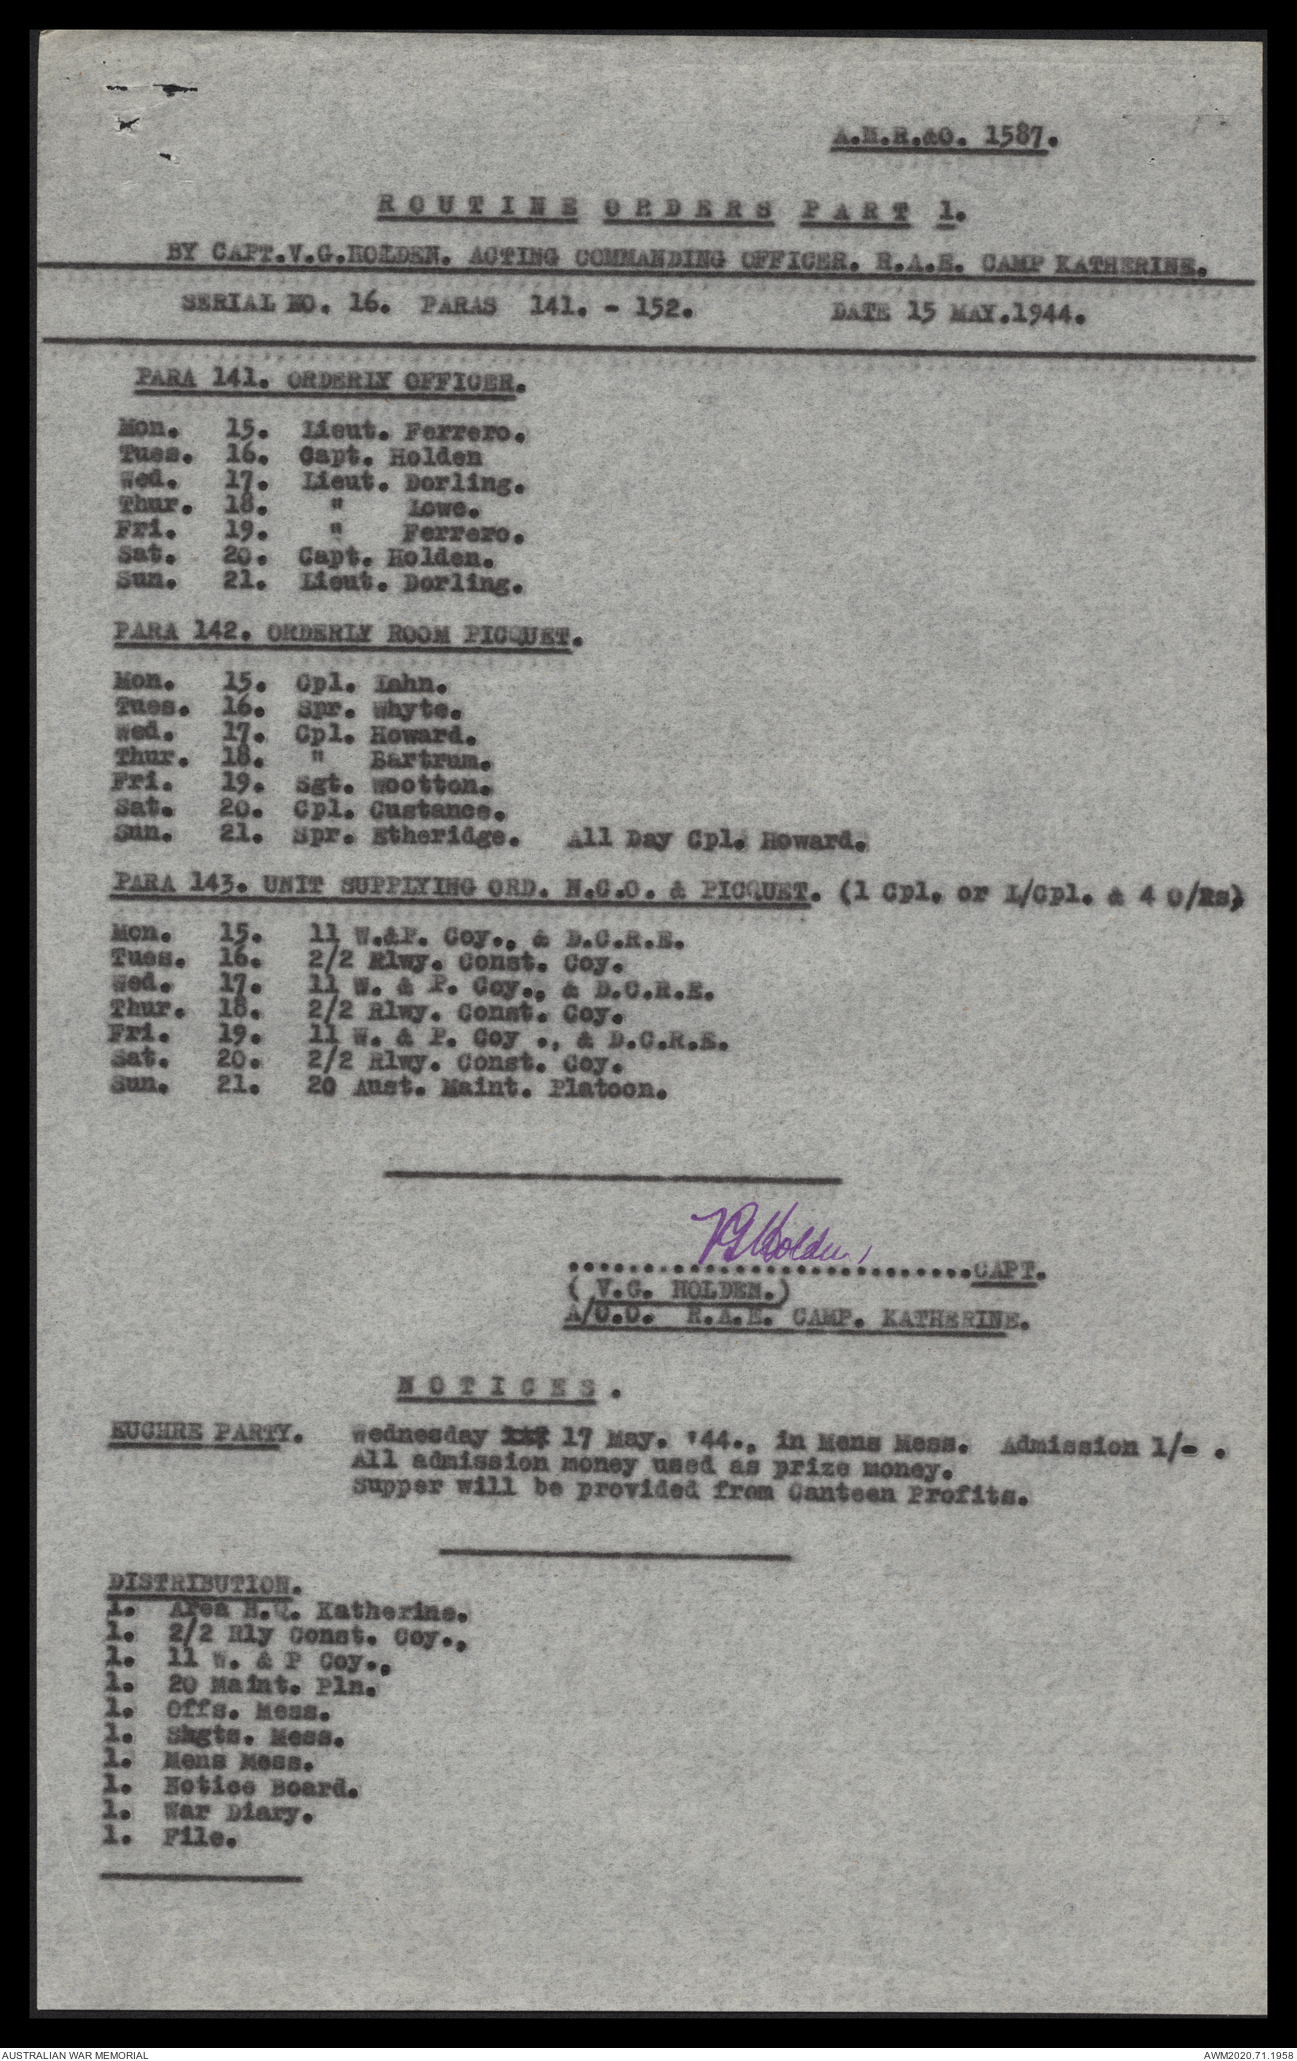 A.M.R.&O. 1587.
ROUTINE ORDERS PART 1.
BY CAPT.V.G.HOLDEN. ACTING COMMANDING OFFICER. R.A.E. CAMP KATHERINE.
SERIAL NO. 16. PARAS 141. - 152. DATE 15 MAY.1944.
PARA 141. ORDERLY OFFICER.
Mon. 15. Lieut. Ferrero.
Tues. 16. Capt. Holden
Wed. 17. Lieut. Dorling.
Thur. 18. " Lowe.
Fri. 19. " Ferrero.
Sat. 20. Capt. Holden.
Sun. 21. Lieut. Dorling.
PARA 142. ORDERLY ROOM PICQUET.
Mon. 15. Cpl. Lahn.
Tues. 16. Spr. Whyte.
Wed. 17. Cpl. Howard.
Thur. 18. " Bartrum.
Fri. 19. Sgt. Wootton.
Sat. 20. Cpl. Custance.
Sun. 21. Spr. Etheridge. All Day Cpl. Howard.
PARA 143. UNIT SUPPLYING ORD. N.C.O. & PICQUET. (1 Cpl. or L/Cpl. & 4 O/Rs)
Mon. 15. 11 W.&P. Coy., & D.C.R.E.
Tues. 16. 2/2 Rlwy. Const. Coy.
Wed. 17. 11 W. & P. Coy., & D.C.R.E.
Thur. 18. 2/2 Rlwy. Const. Coy.
Fri. 19. 11 W. & P. Coy ., & D.C.R.E.
Sat. 20. 2/2 Rlwy. Const. Coy.
Sun. 21. 20 Aust. Maint. Platoon.
VGHolden
............................CAPT.
( V.G. HOLDEN.)
A/C.O. R.A.E. CAMP. KATHERINE.
NOTICES.
EUCHRE PARTY. Wednesday 17 May. '44., in Mens Mess. Admission 1/- .
All admission money used as prize money.
Supper will be provided from Canteen Profits.
DISTRIBUTION.
1. Area H.Q. Katherine.
1. 2/2 Rly Const. Coy.,
1. 11 W. & P Coy.,
1. 20 Maint. Pln.
1. Offs. Mess.
1. Sgts. Mess.
1. Mens Mess.
1. Notice Board.
1. War Diary.
1. File.
AUSTRALIAN WAR MEMORIAL AWM2020.71.1958